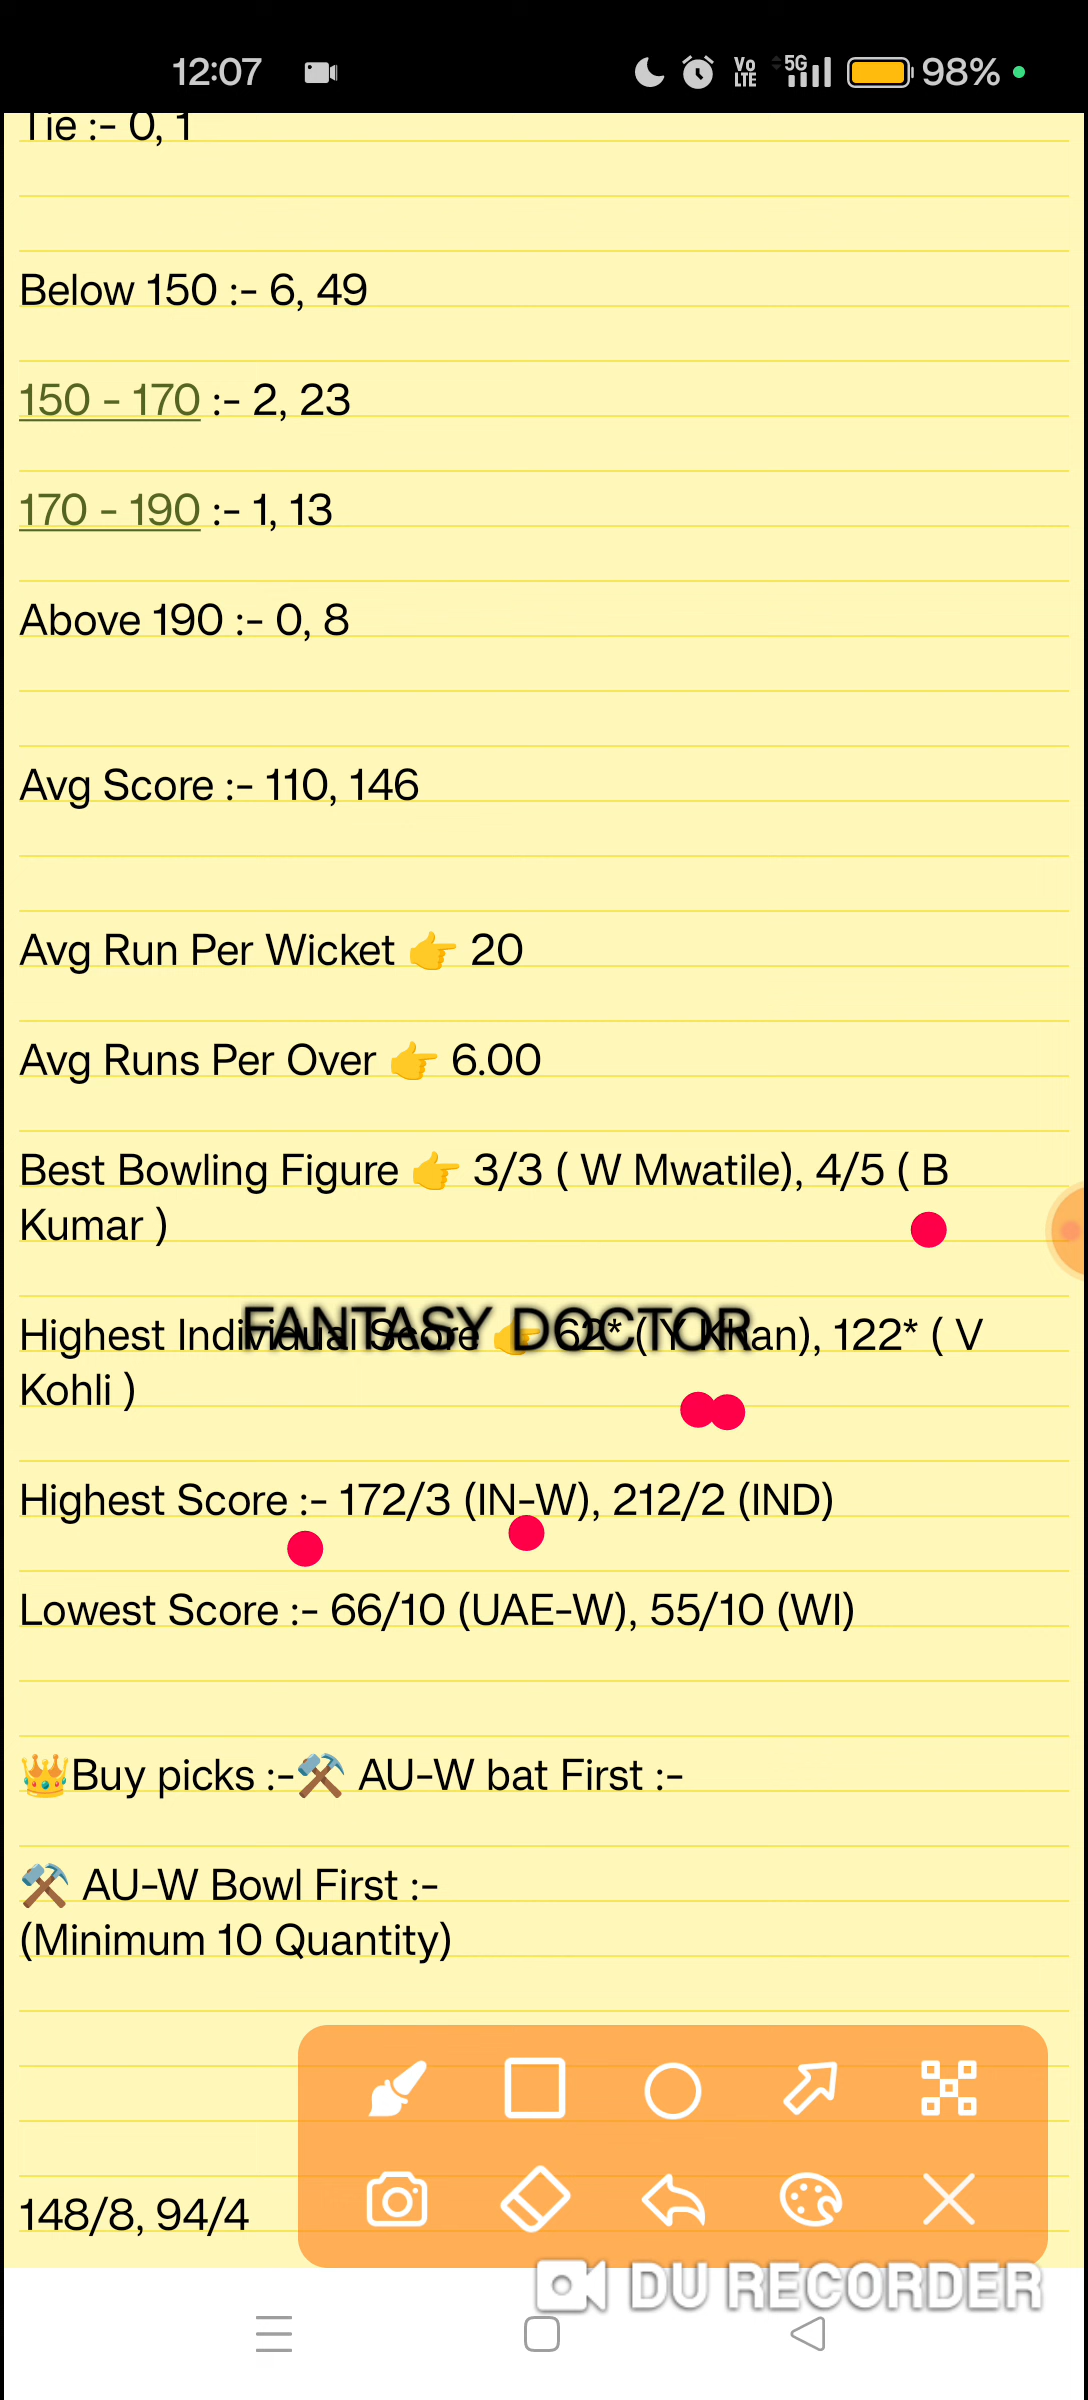 12:07 Vo LTE 5G 98%
Tie :- 0, 1
Below 150 :- 6, 49
150 - 170 :- 2, 23
170 - 190 :- 1, 13
Above 190 :- 0, 8
Avg Score :- 110, 146
Avg Run Per Wicket 👉 20
Avg Runs Per Over 👉 6.00
Best Bowling Figure 👉 3/3 ( W Mwatile), 4/5 ( B
Kumar )
FANTASY DOCTOR
Highest Individual Score 👉 62* ( Y Khan), 122* ( V
Kohli )
Highest Score :- 172/3 (IN-W), 212/2 (IND)
Lowest Score :- 66/10 (UAE-W), 55/10 (WI)
👑Buy picks :-⚒️ AU-W bat First :-
⚒️ AU-W Bowl First :-
(Minimum 10 Quantity)
148/8, 94/4
DU RECORDER